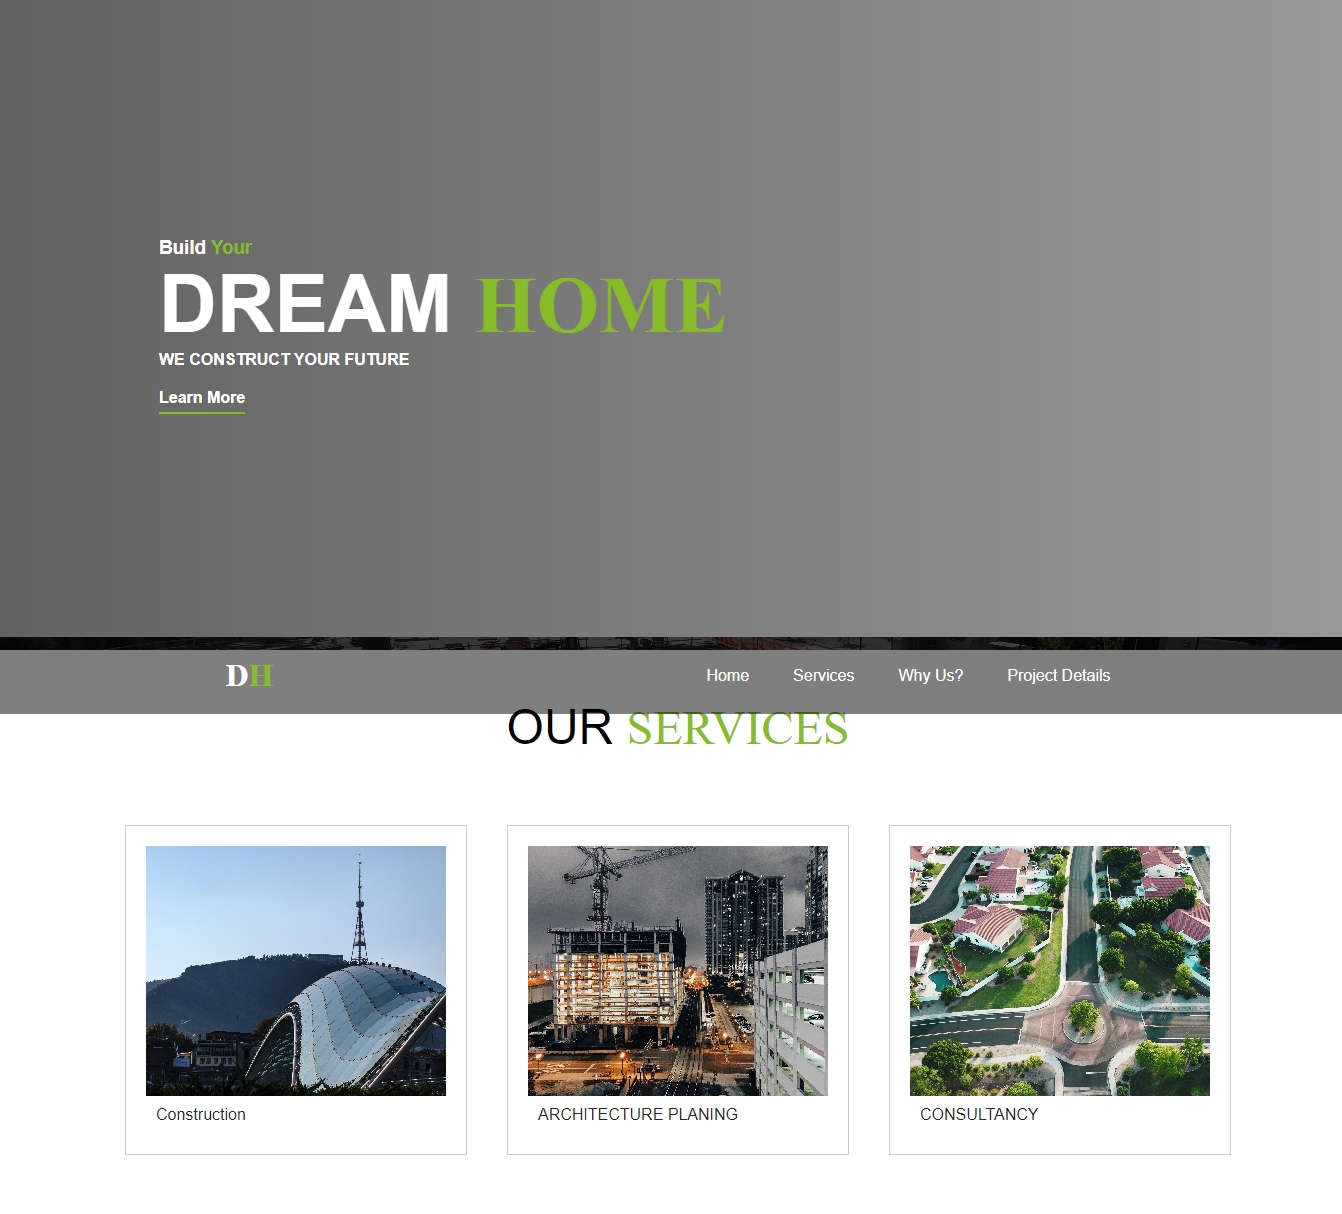 Build Your
DREAM HOME
WE CONSTRUCT YOUR FUTURE
Learn More
DH Home Services Why Us? Project Details
OUR SERVICES
Construction
ARCHITECTURE PLANING
CONSULTANCY